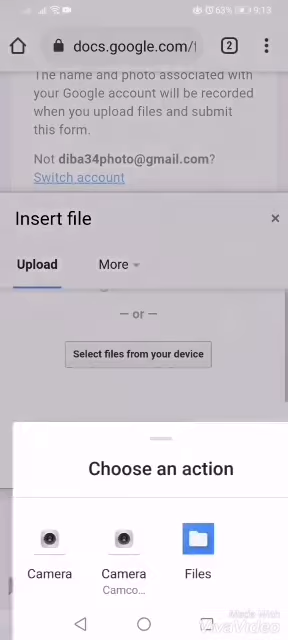 63% 9:13
docs.google.com/f 2
The name and photo associated with
your Google account will be recorded
when you upload files and submit
this form.
Not diba34photo@gmail.com?
Switch account
Insert file
Upload More
— or —
Select files from your device
Choose an action
Camera Camera Files
Camco...
Made With
VivaVideo